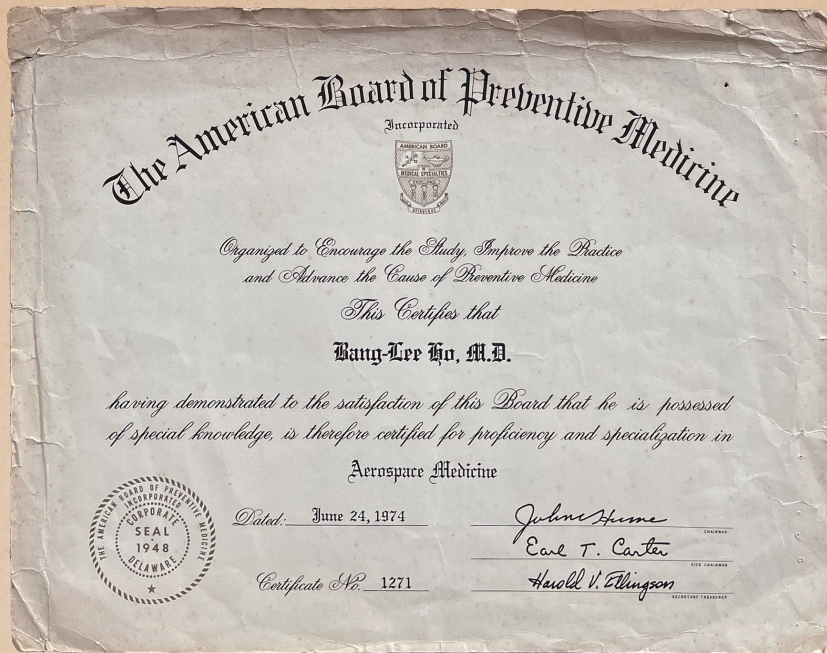 The American Board of Preventive Medicine
Incorporated
AMERICAN BOARD
MEDICAL SPECIALTIES
Organized to Encourage the Study, Improve the Practice
and Advance the Cause of Preventive Medicine
This Certifies that
Bang-Lee Ho, M.D.
having demonstrated to the satisfaction of this Board that he is possessed
of special knowledge, is therefore certified for proficiency and specialization in
Aerospace Medicine
THE AMERICAN BOARD OF PREVENTIVE MEDICINE
INCORPORATED
CORPORATE
SEAL
1948
DELAWARE
Dated: June 24, 1974
Certificate No. 1271
John Hume
CHAIRMAN
Earl T. Carter
VICE CHAIRMAN
Harold V. Ellingson
SECRETARY-TREASURER